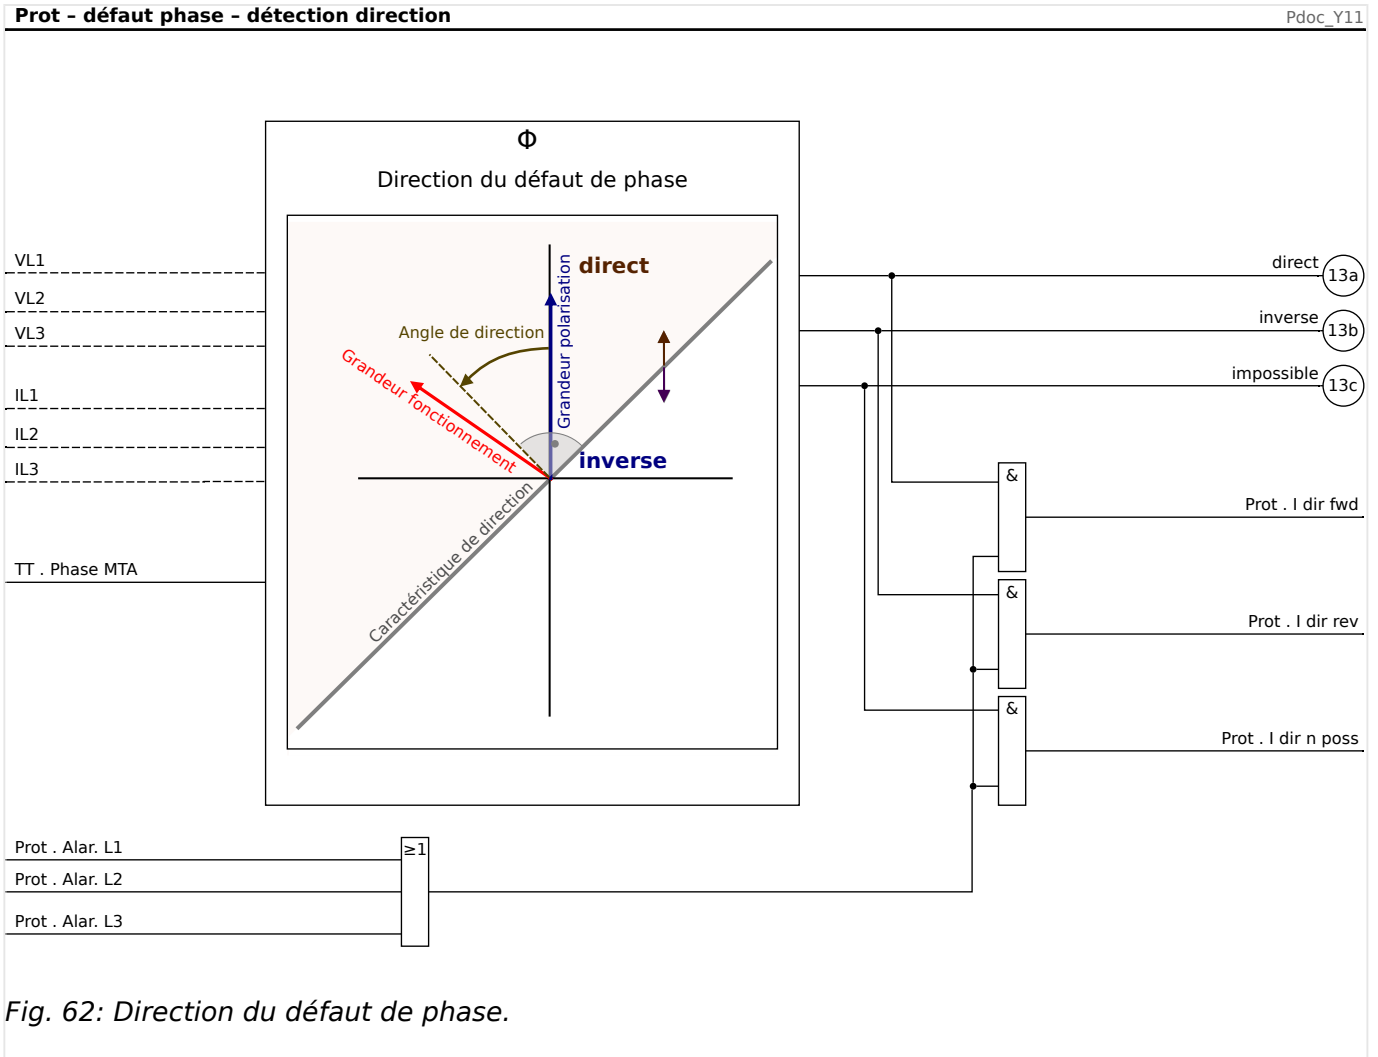 Prot – défaut phase – détection direction
Pdoc_Y11
Φ
Direction du défaut de phase
VL1
VL2
VL3
IL1
IL2
IL3
TT . Phase MTA
direct
Grandeur polarisation
Angle de direction
Grandeur fonctionnement
inverse
Caractéristique de direction
direct
13a
inverse
13b
impossible
13c
&
Prot . I dir fwd
&
Prot . I dir rev
&
Prot . I dir n poss
Prot . Alar. L1
≥1
Prot . Alar. L2
Prot . Alar. L3
Fig. 62: Direction du défaut de phase.